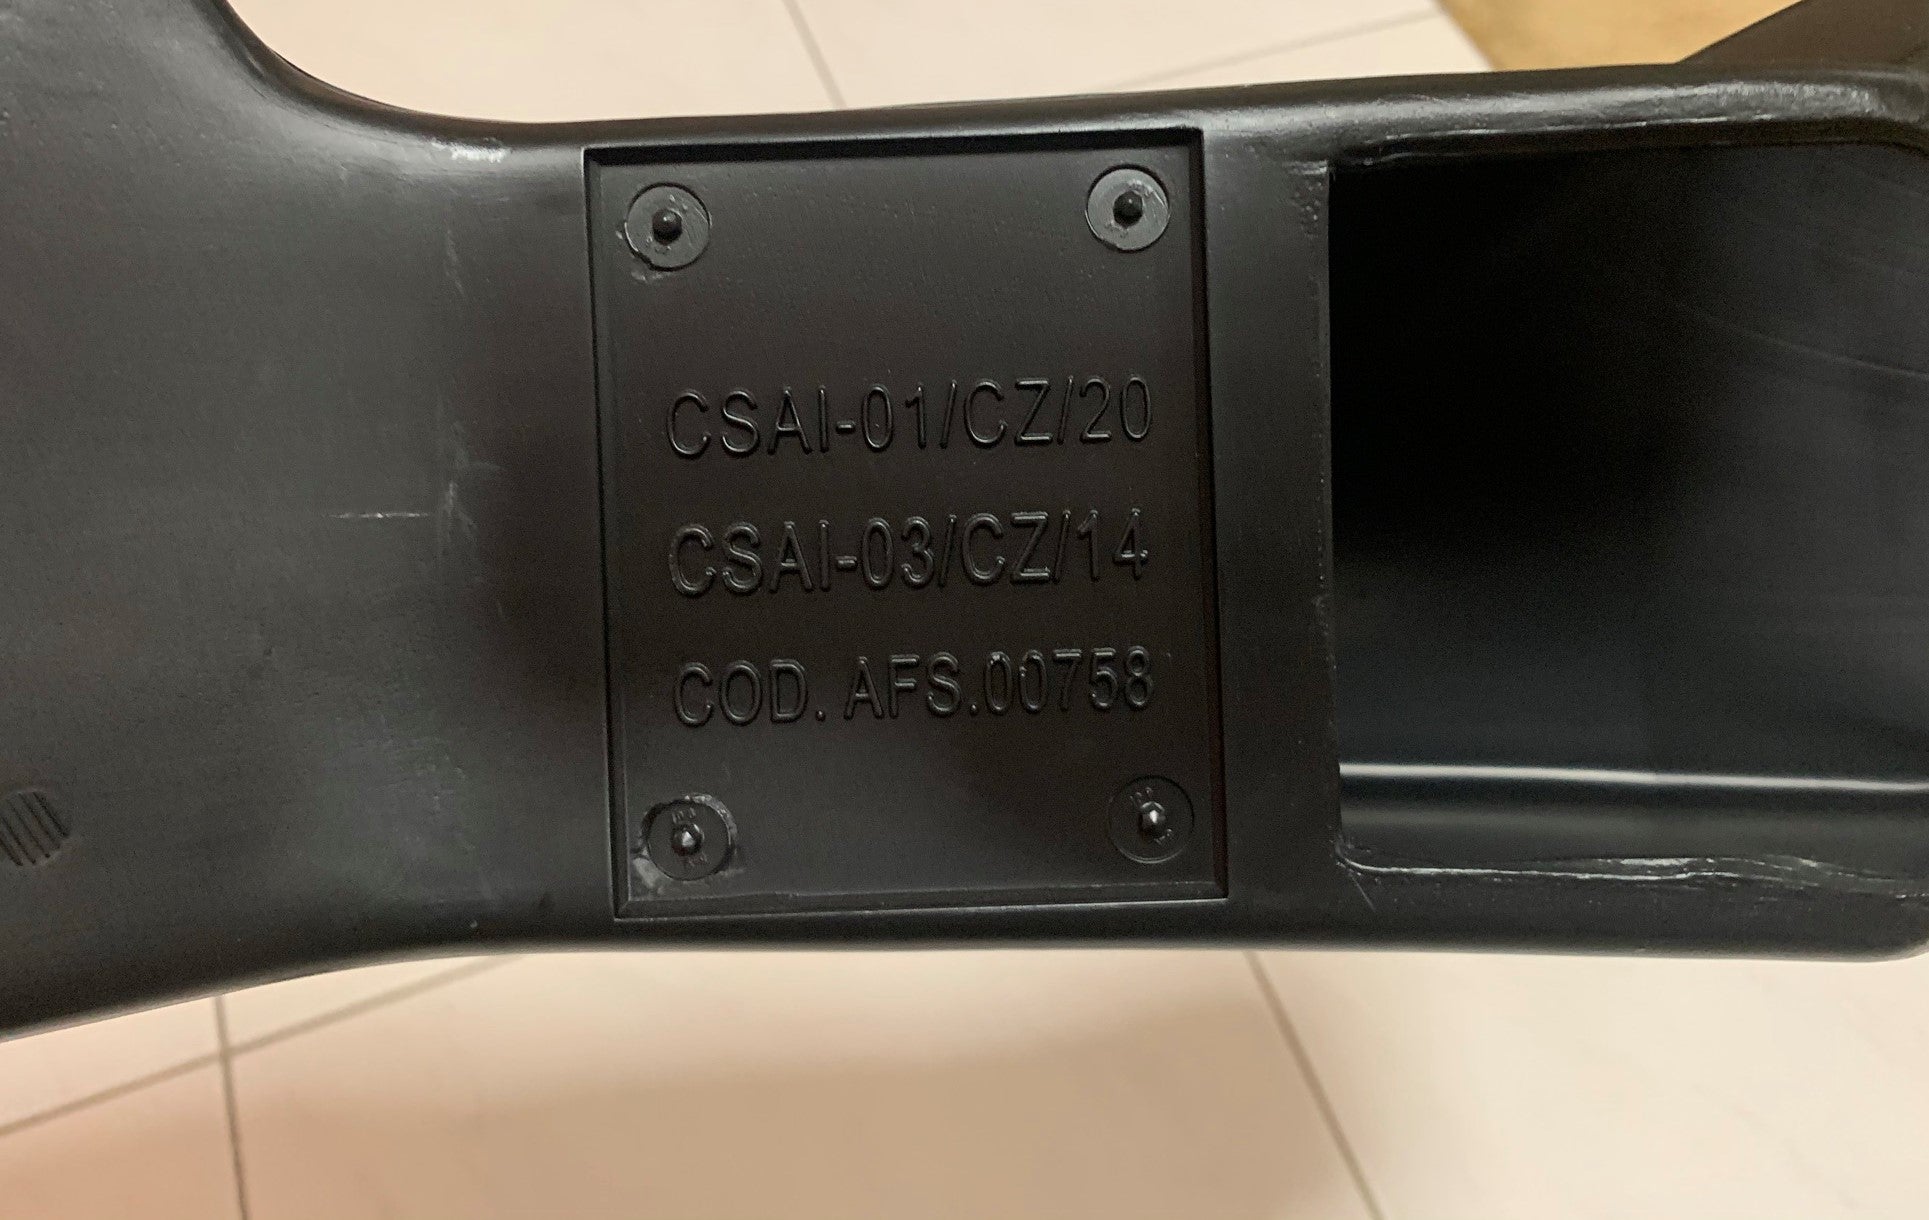 CSAI-01/CZ/20
CSAI-03/CZ/14
COD. AFS.00758